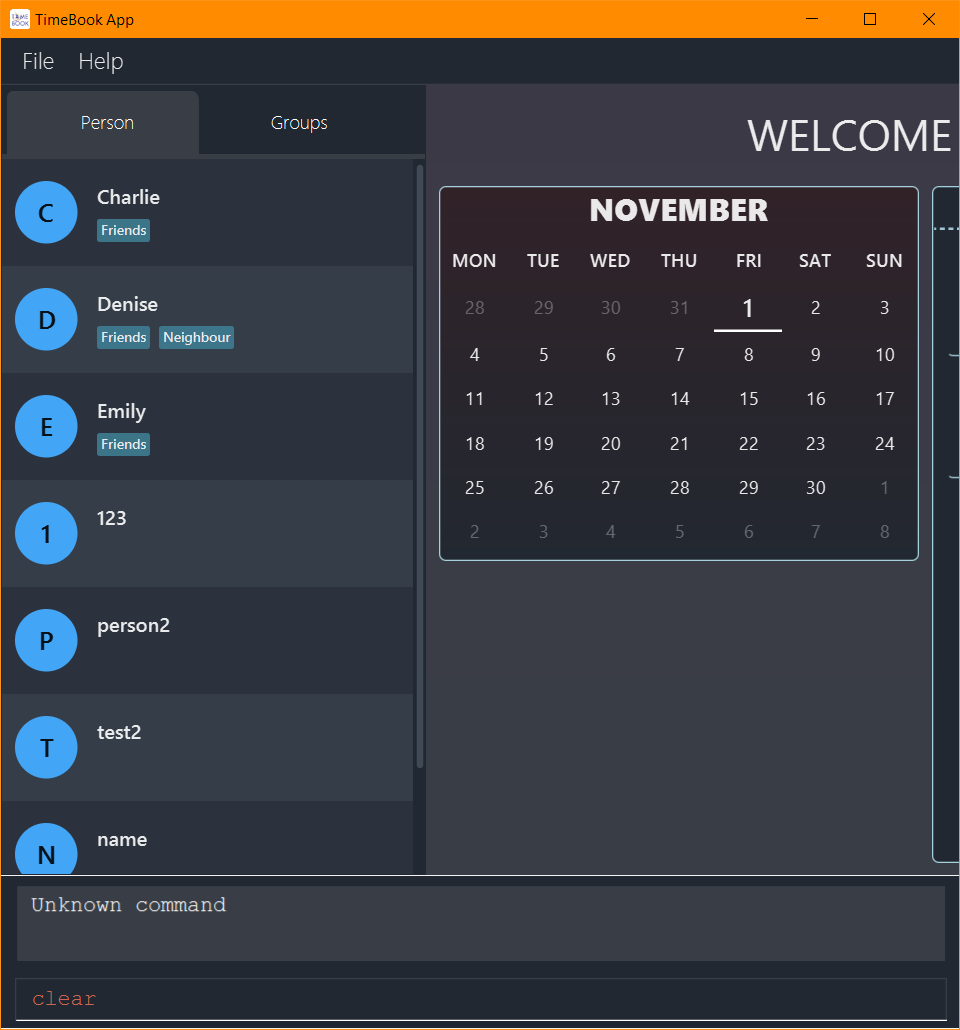 TIME BOOK TimeBook App
File Help
Person Groups
C Charlie
Friends
D Denise
Friends Neighbour
E Emily
Friends
1 123
P person2
T test2
N name
WELCOME
NOVEMBER
MON TUE WED THU FRI SAT SUN
28 29 30 31 1 2 3
4 5 6 7 8 9 10
11 12 13 14 15 16 17
18 19 20 21 22 23 24
25 26 27 28 29 30 1
2 3 4 5 6 7 8
Unknown command
clear